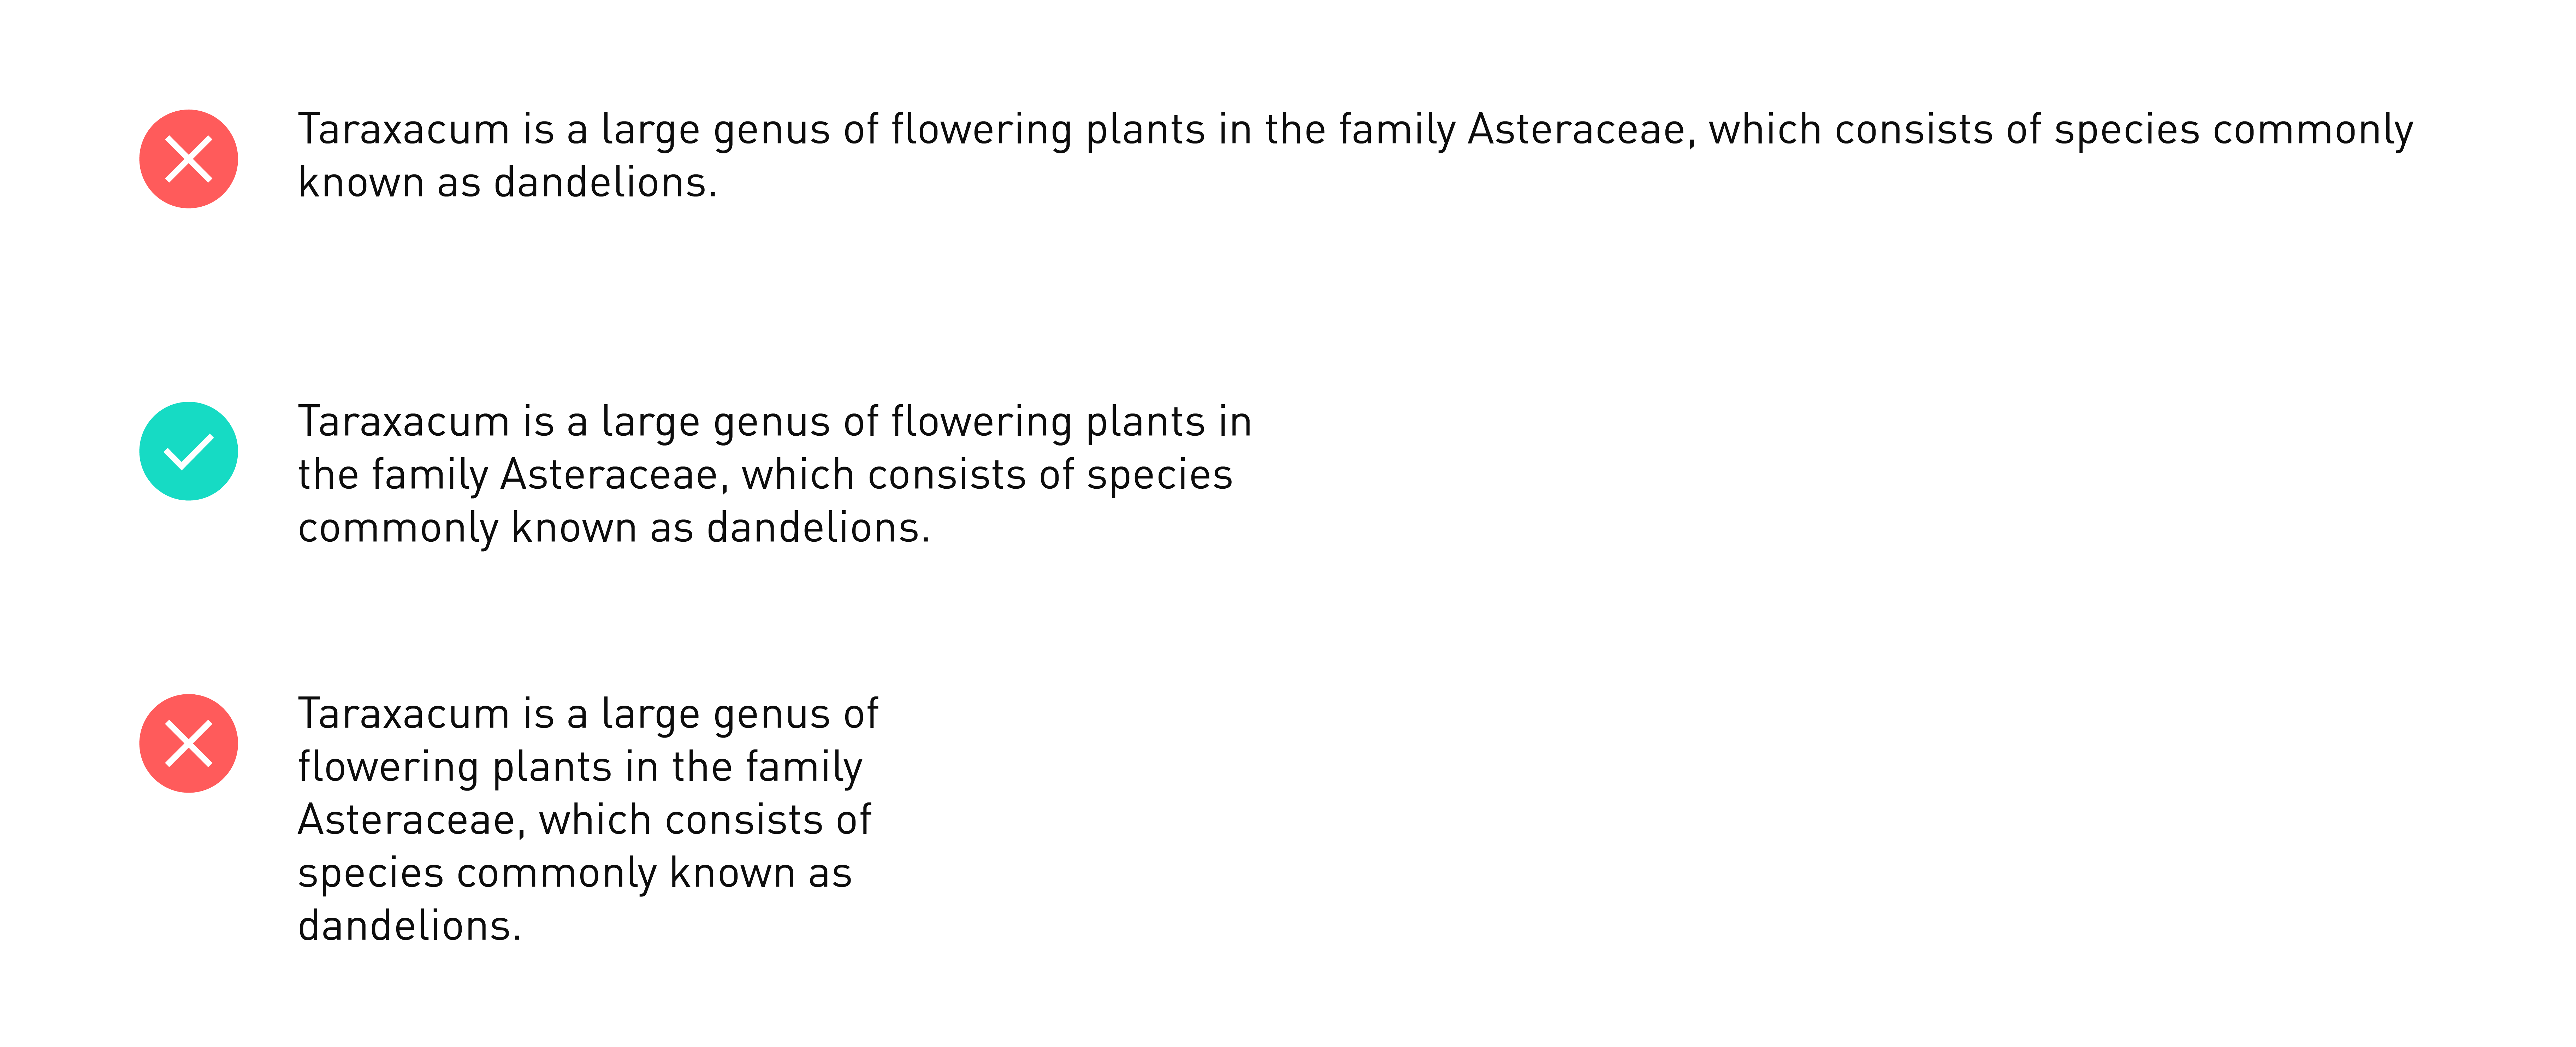 Taraxacum is a large genus of flowering plants in the family Asteraceae, which consists of species commonly
known as dandelions.
Taraxacum is a large genus of flowering plants in
the family Asteraceae, which consists of species
commonly known as dandelions.
Taraxacum is a large genus of
flowering plants in the family
Asteraceae, which consists of
species commonly known as
dandelions.